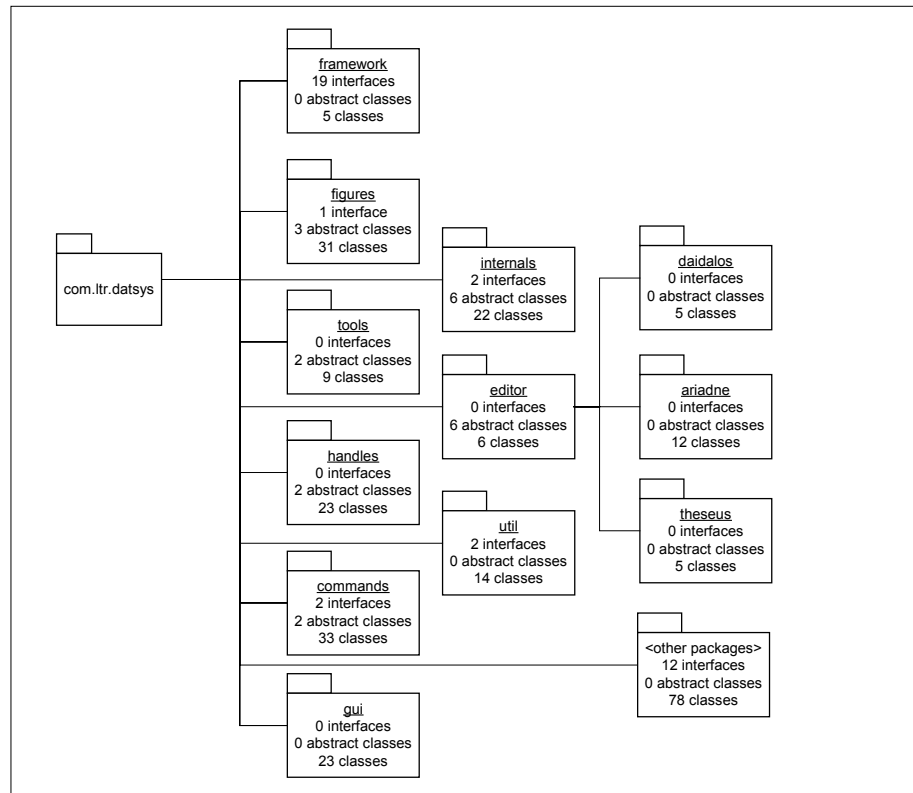 com.ltr.datsys
framework
19 interfaces
0 abstract classes
5 classes
figures
1 interface
3 abstract classes
31 classes
tools
0 interfaces
2 abstract classes
9 classes
handles
0 interfaces
2 abstract classes
23 classes
commands
2 interfaces
2 abstract classes
33 classes
gui
0 interfaces
0 abstract classes
23 classes
internals
2 interfaces
6 abstract classes
22 classes
editor
0 interfaces
6 abstract classes
6 classes
util
2 interfaces
0 abstract classes
14 classes
daidalos
0 interfaces
0 abstract classes
5 classes
ariadne
0 interfaces
0 abstract classes
12 classes
theseus
0 interfaces
0 abstract classes
5 classes
<other packages>
12 interfaces
0 abstract classes
78 classes